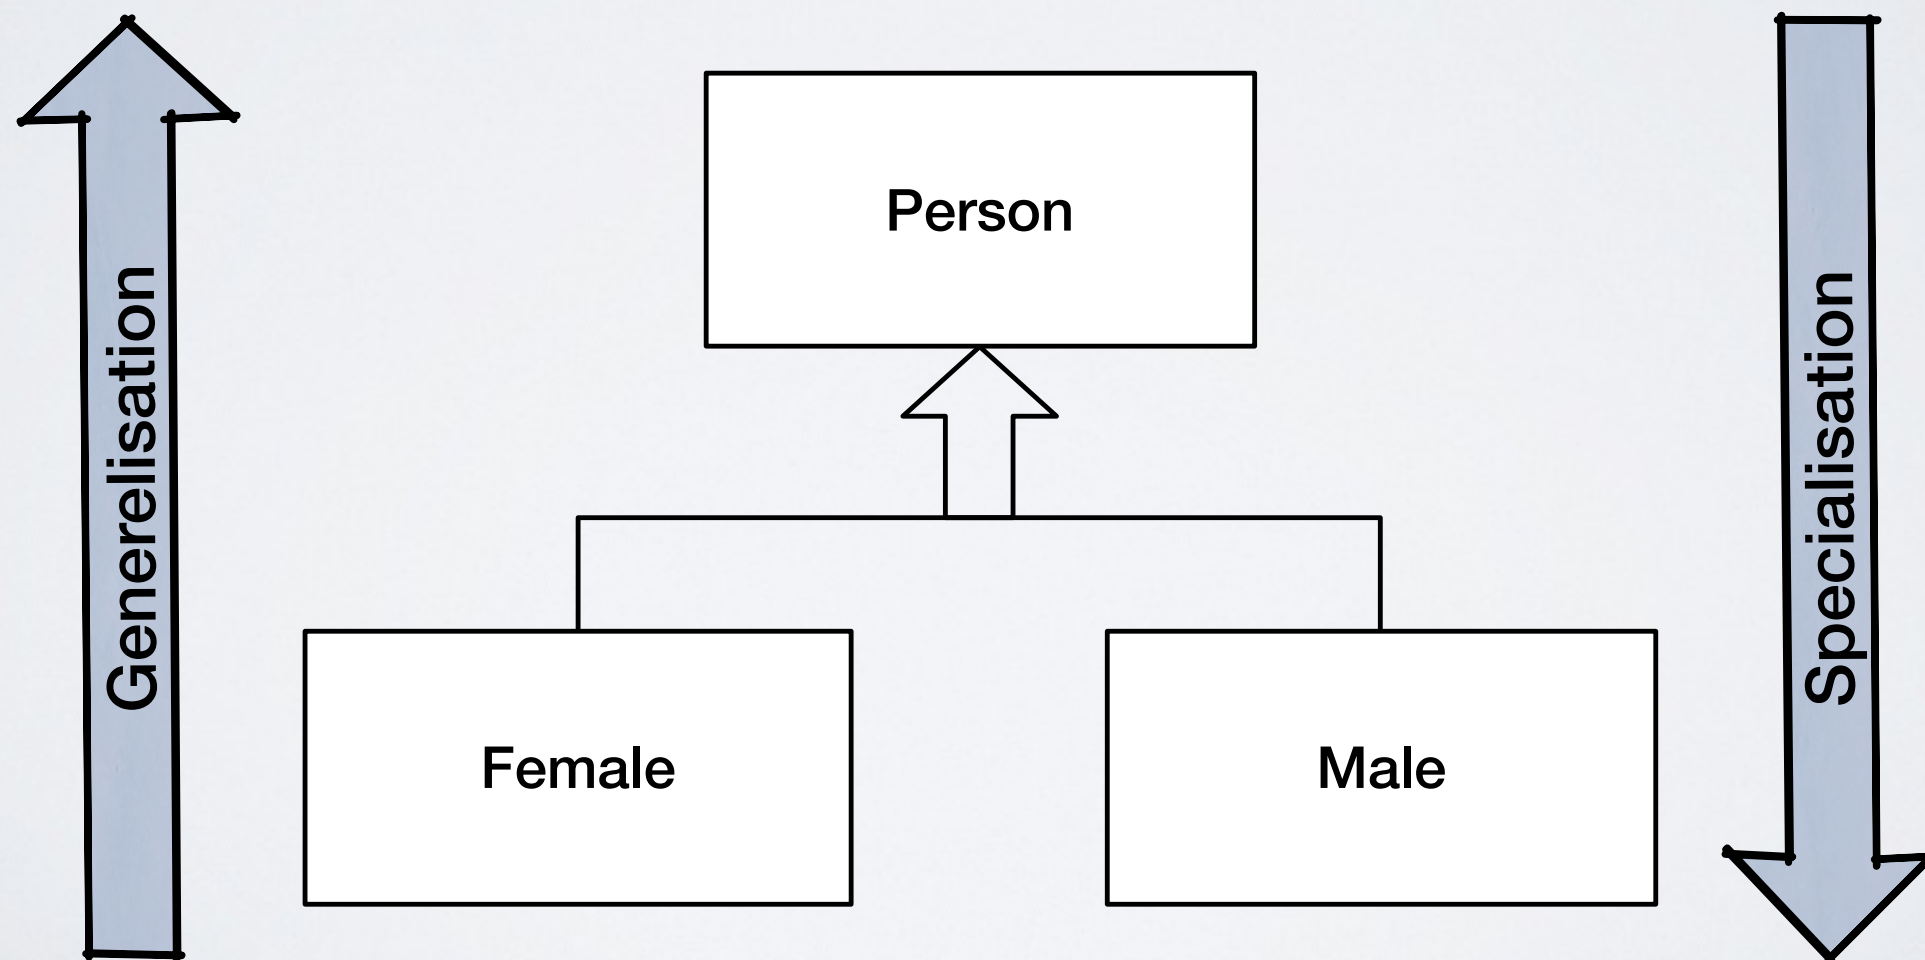 Generelisation
Person
Specialisation
Female
Male